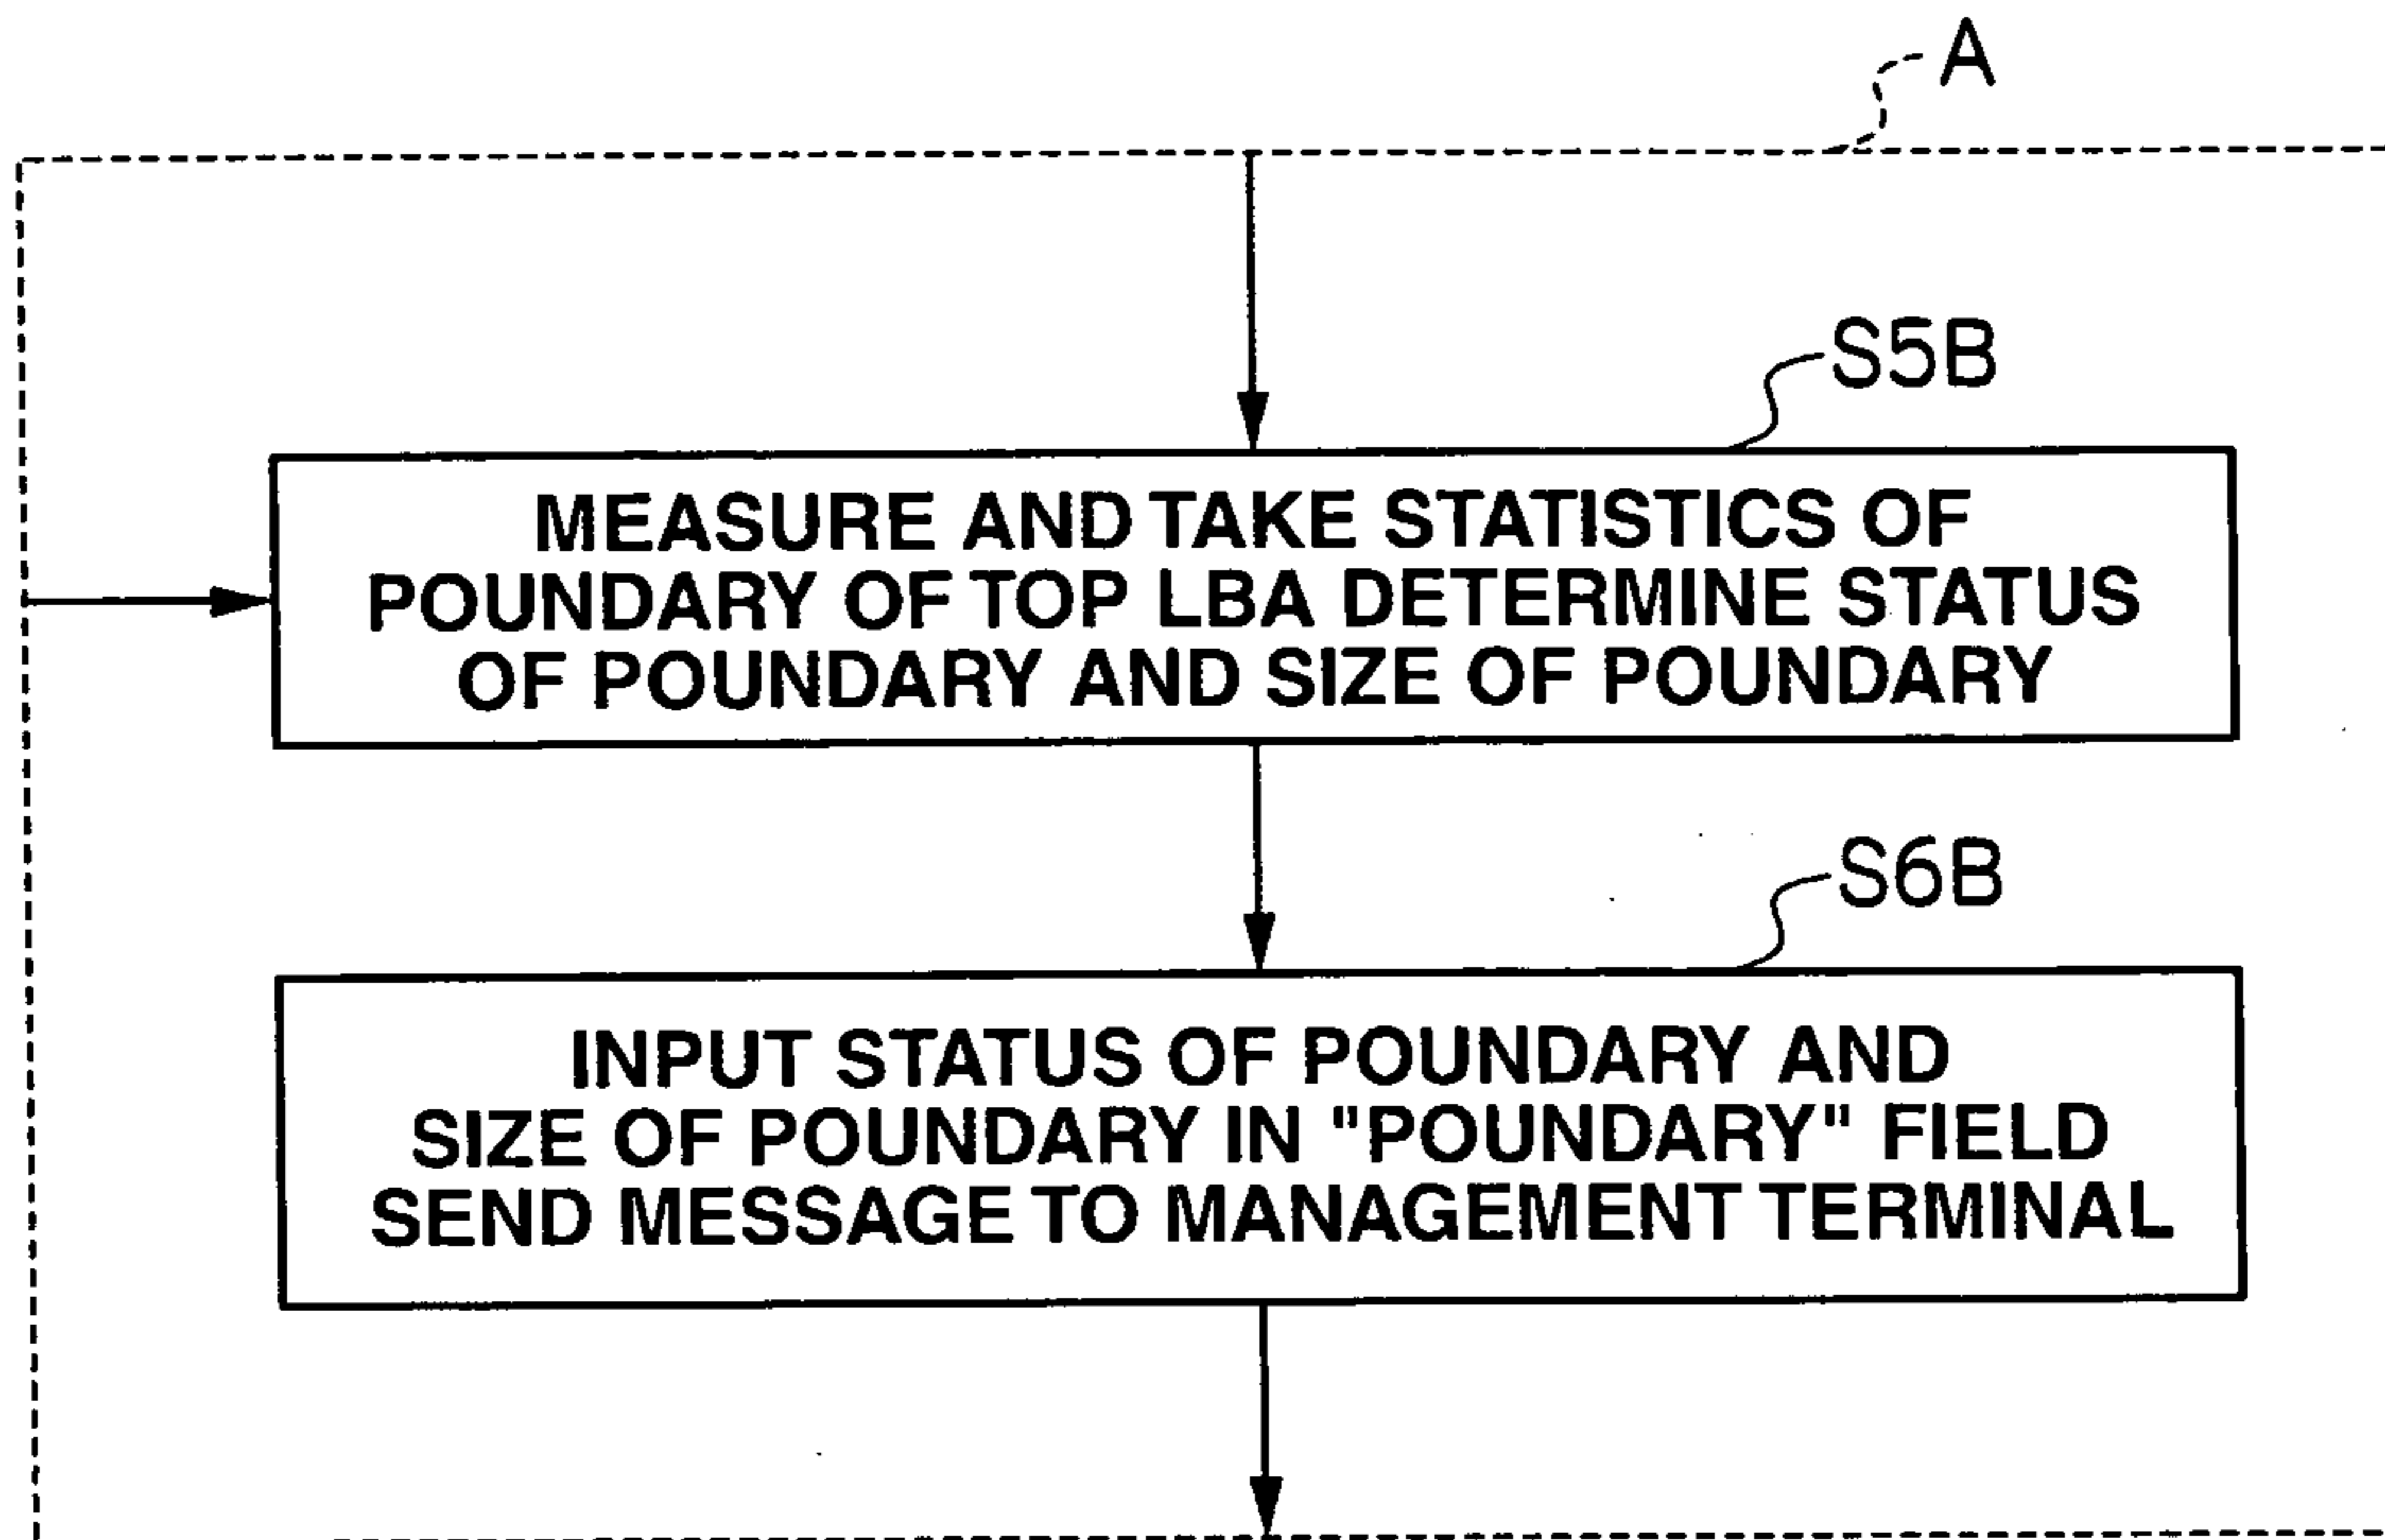 A
S5B
MEASURE AND TAKE STATISTICS OF
POUNDARY OF TOP LBA DETERMINE STATUS
OF POUNDARY AND SIZE OF POUNDARY
S6B
INPUT STATUS OF POUNDARY AND
SIZE OF POUNDARY IN "POUNDARY" FIELD
SEND MESSAGE TO MANAGEMENT TERMINAL